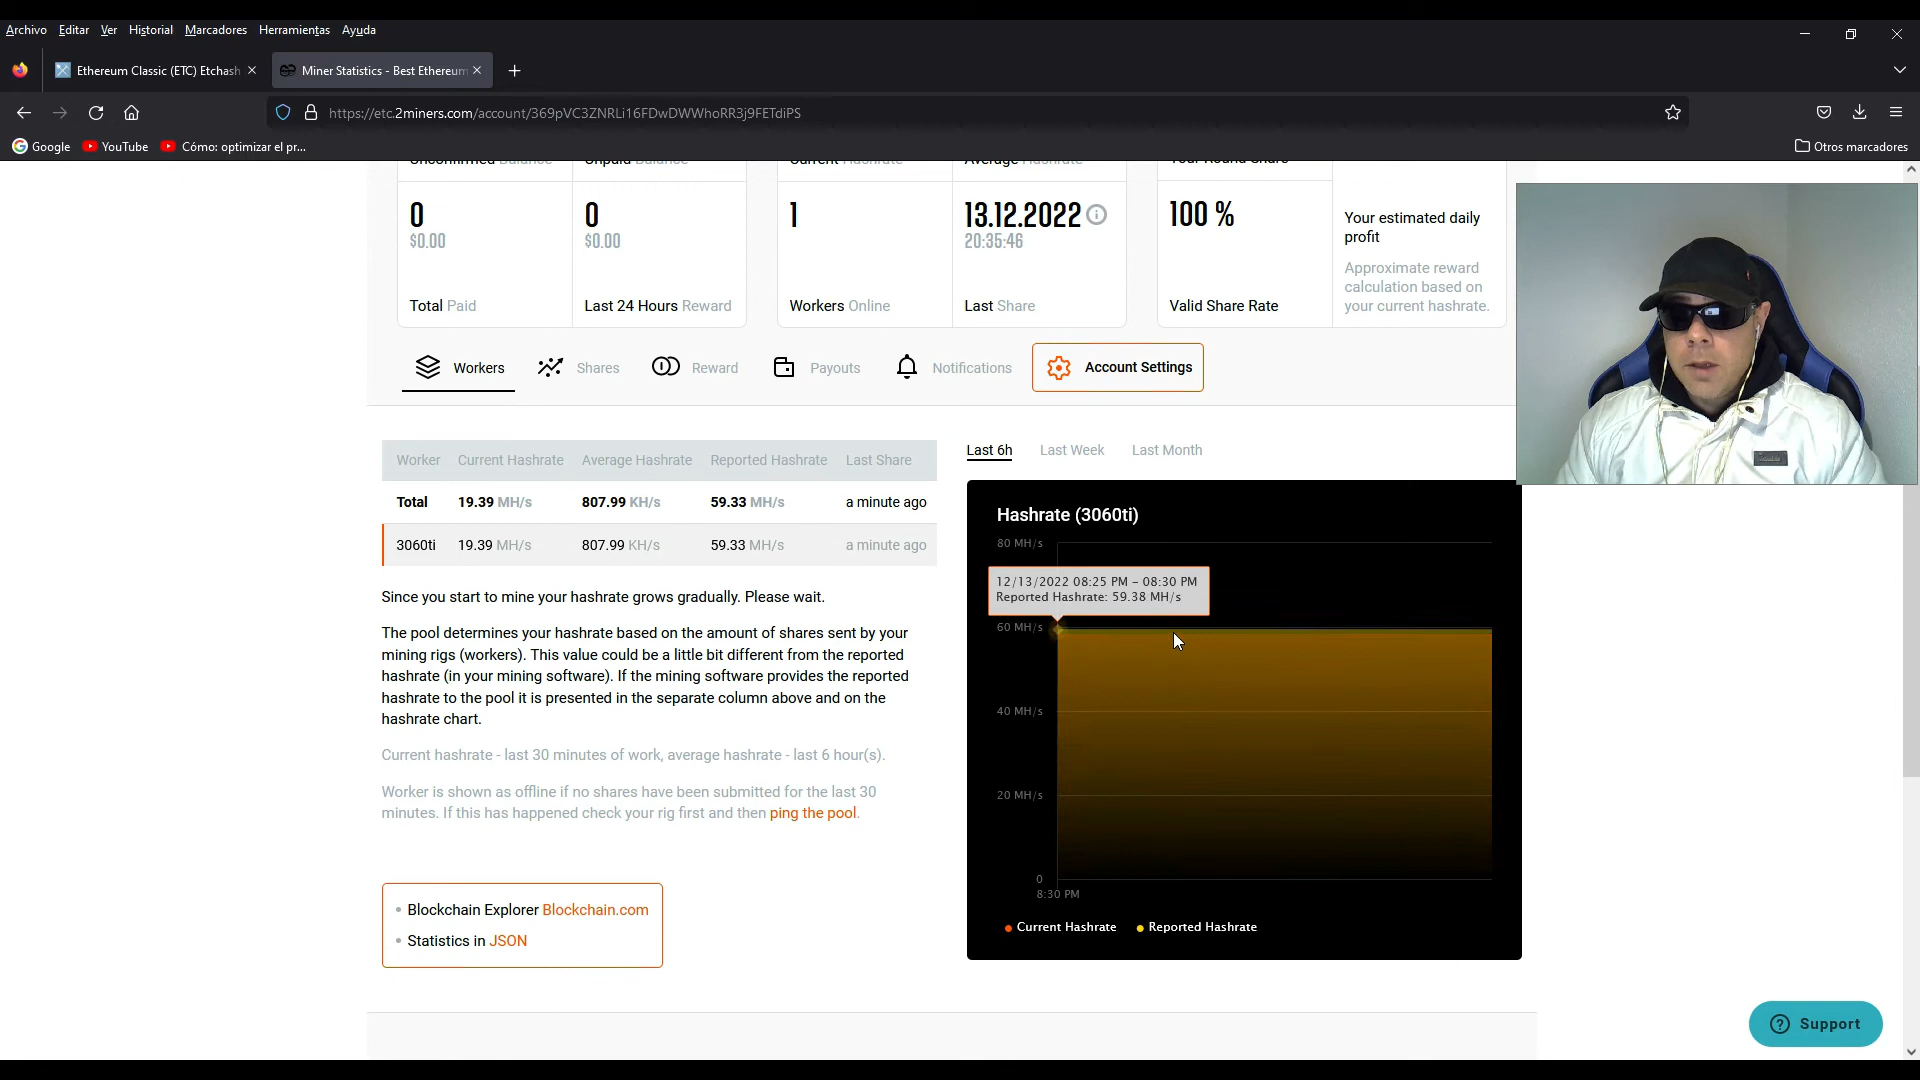 Archivo Editar Ver Historial Marcadores Herramientas Ayuda
Ethereum Classic (ETC) Etchash
Miner Statistics - Best Ethereum
https://etc.2miners.com/account/369pVC3ZNRLi16FDwDWWhoRR3j9FETdiPS
Google YouTube Cómo: optimizar el pr... Otros marcadores
Unconfirmed Balance Unpaid Balance Current Hashrate Average Hashrate Your Round Share
0 0 1 13.12.2022 100 %
$0.00 $0.00 20:35:46
Your estimated daily
profit
Approximate reward
calculation based on
your current hashrate.
Total Paid Last 24 Hours Reward Workers Online Last Share Valid Share Rate
Workers Shares Reward Payouts Notifications Account Settings
Worker Current Hashrate Average Hashrate Reported Hashrate Last Share
Total 19.39 MH/s 807.99 KH/s 59.33 MH/s a minute ago
3060ti 19.39 MH/s 807.99 KH/s 59.33 MH/s a minute ago
Since you start to mine your hashrate grows gradually. Please wait.
The pool determines your hashrate based on the amount of shares sent by your
mining rigs (workers). This value could be a little bit different from the reported
hashrate (in your mining software). If the mining software provides the reported
hashrate to the pool it is presented in the separate column above and on the
hashrate chart.
Current hashrate - last 30 minutes of work, average hashrate - last 6 hour(s).
Worker is shown as offline if no shares have been submitted for the last 30
minutes. If this has happened check your rig first and then ping the pool.
Blockchain Explorer Blockchain.com
Statistics in JSON
Last 6h Last Week Last Month
Hashrate (3060ti)
80 MH/s
12/13/2022 08:25 PM - 08:30 PM
Reported Hashrate: 59.38 MH/s
60 MH/s
40 MH/s
20 MH/s
0
8:30 PM
Current Hashrate Reported Hashrate
Support